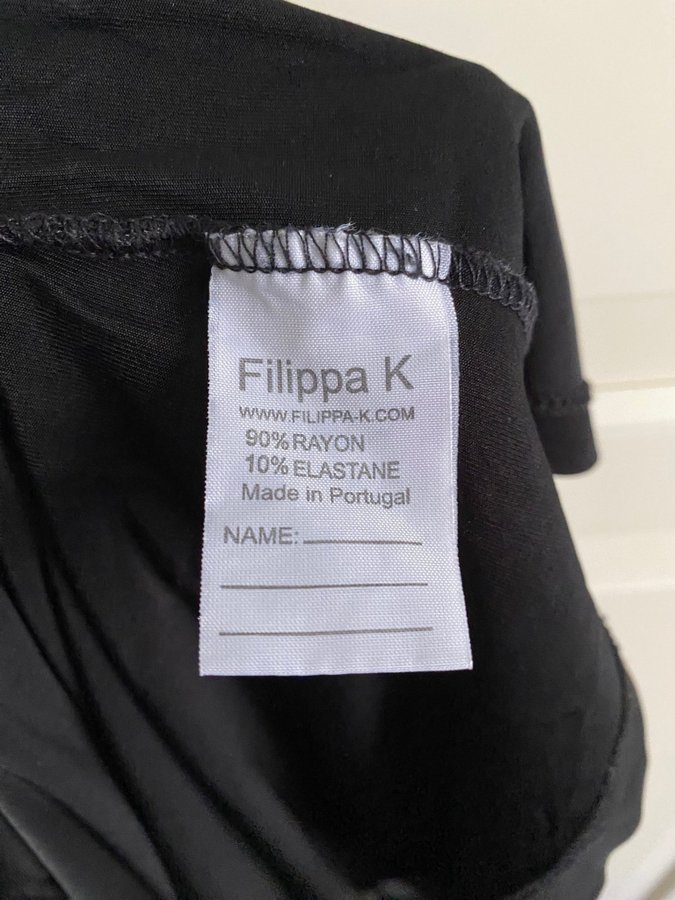 Filippa K
WWW.FILIPPA-K.COM
90% RAYON
10% ELASTANE
Made in Portugal
NAME: